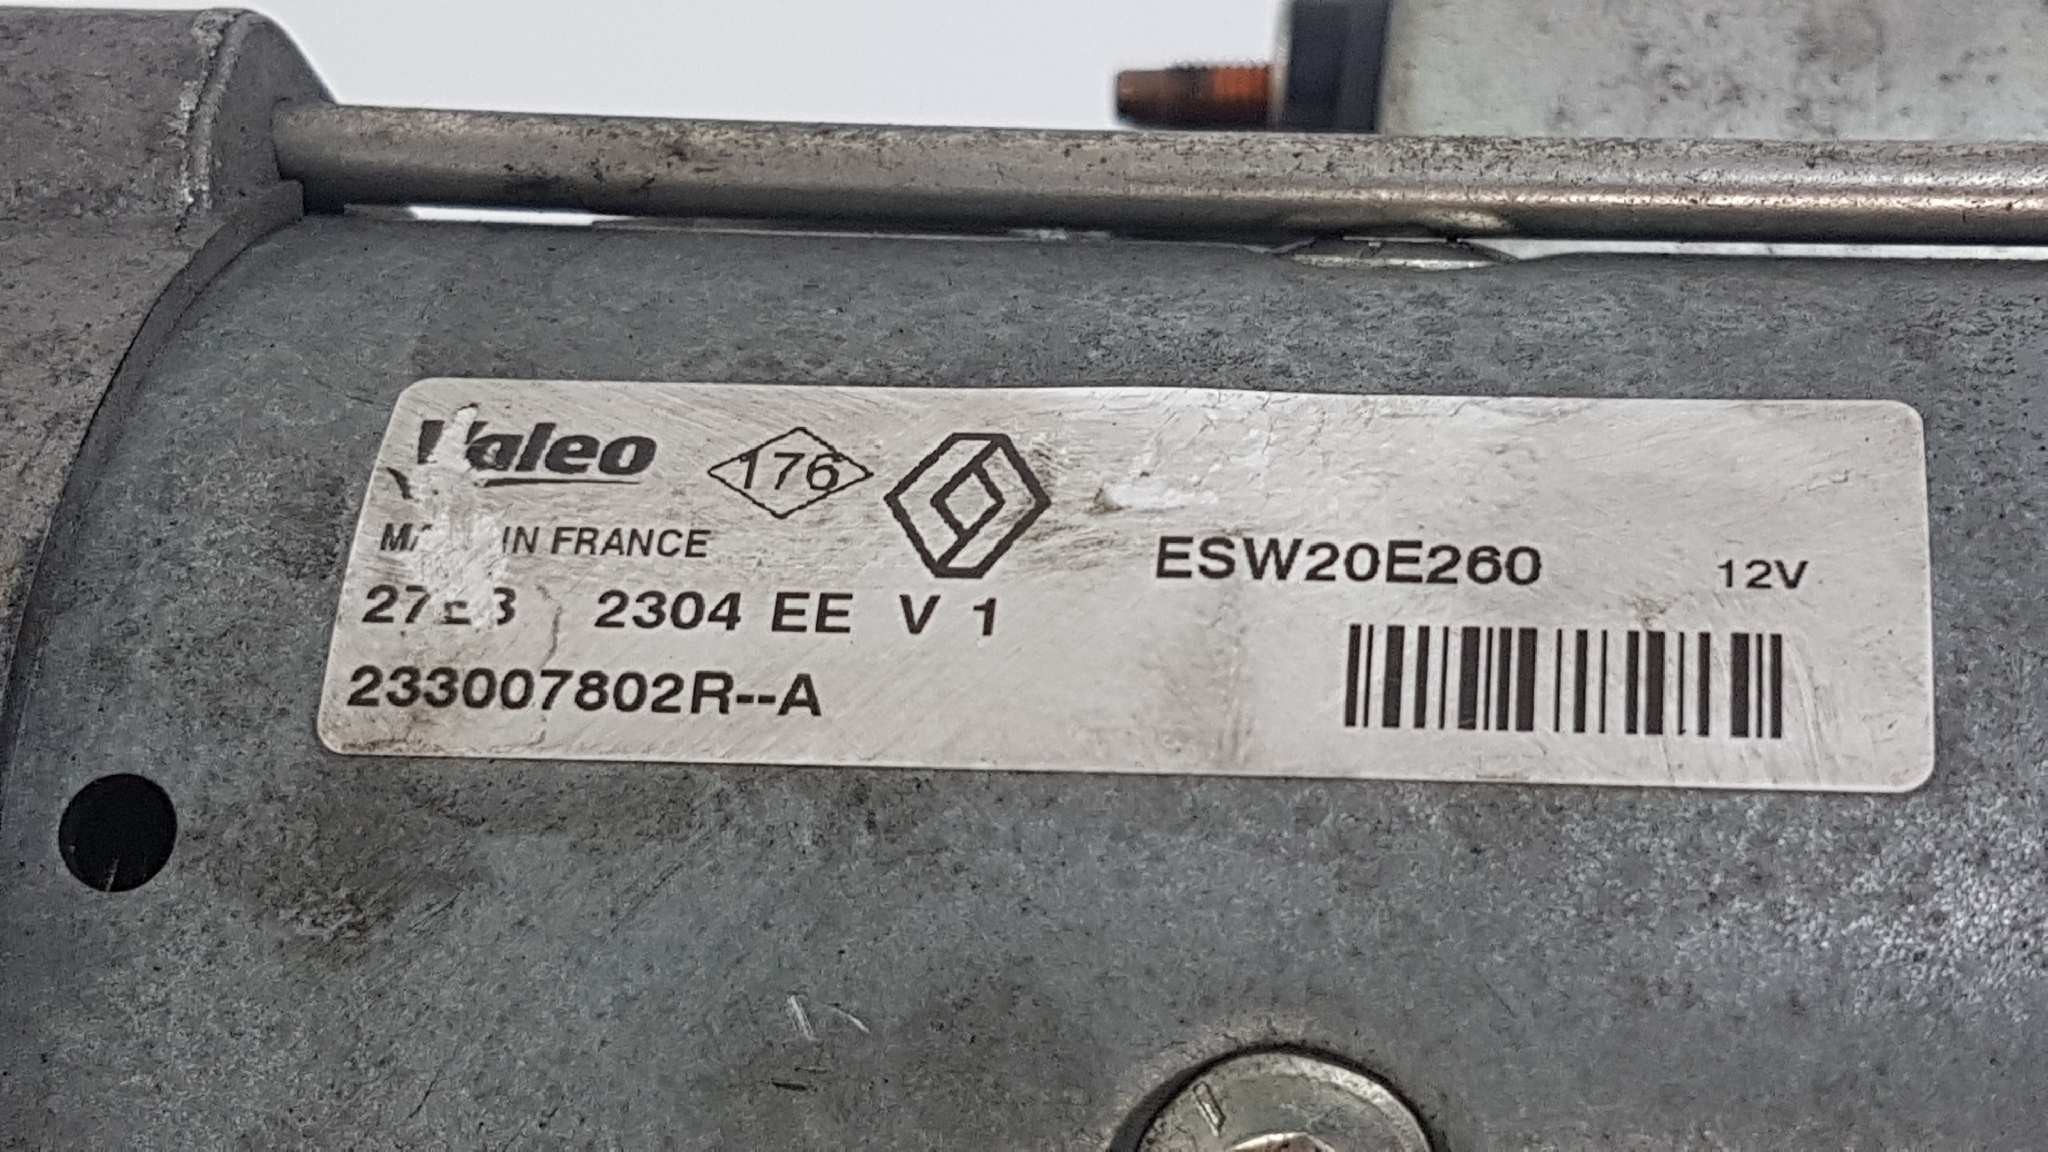 Valeo 176
IN FRANCE
ESW20E260 12V
2304 EE V 1
233007802R--A